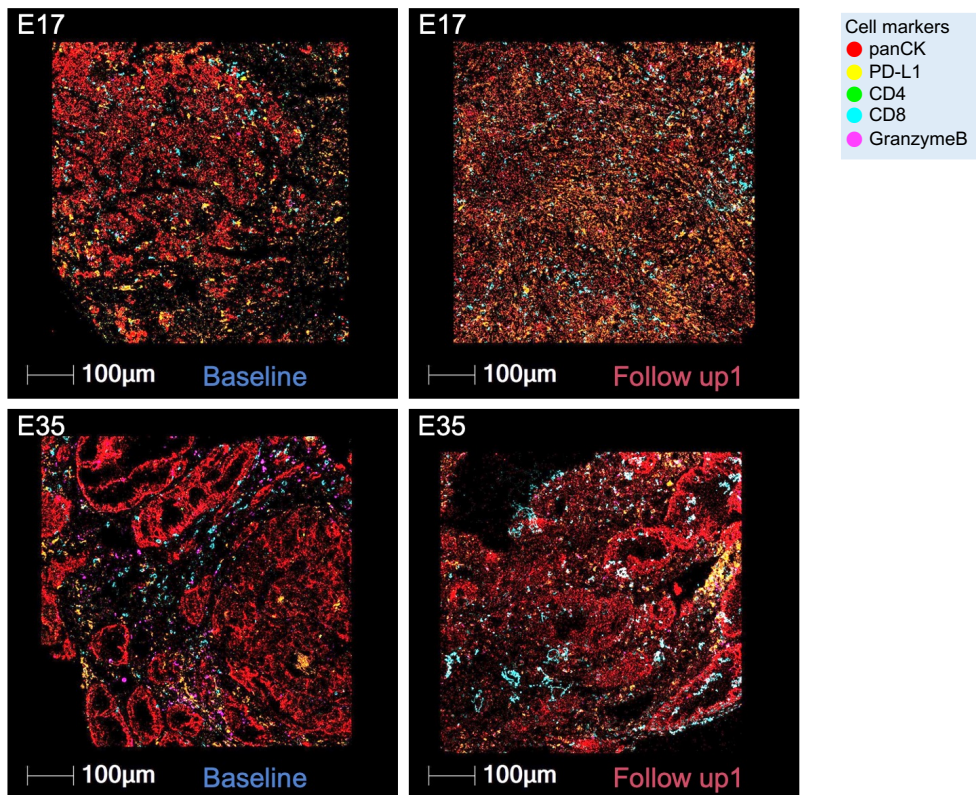 E17
100µm
Baseline
E17
100µm
Follow up1
Cell markers
panCK
PD-L1
CD4
CD8
GranzymeB
E35
100µm
Baseline
E35
100µm
Follow up1